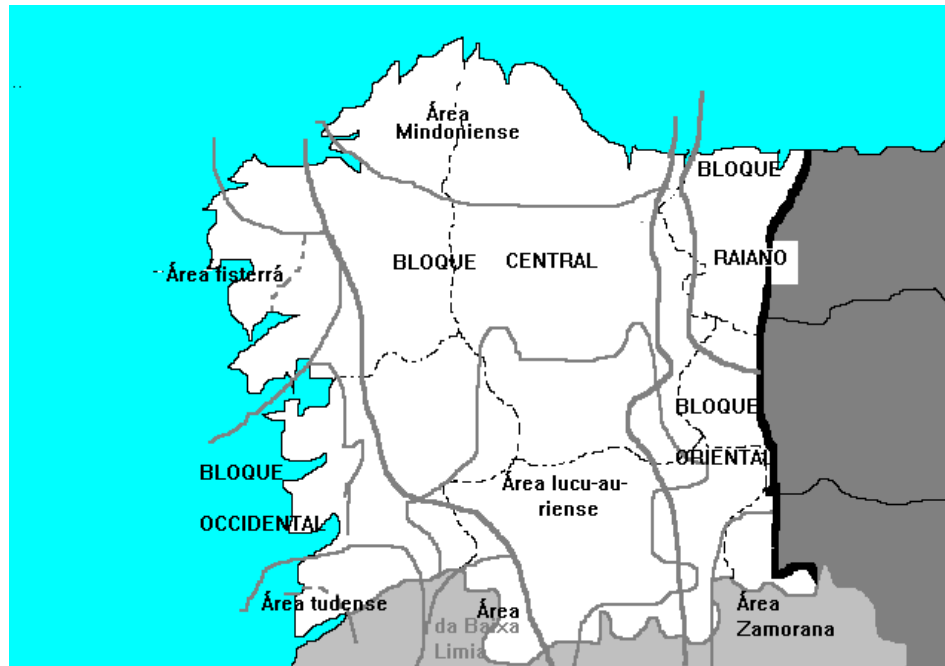 Área
Mindoniense
BLOQUE
RAIANO
BLOQUE CENTRAL
Área fisterrá
BLOQUE
ORIENTAL
BLOQUE
OCCIDENTAL
Área lucu-au-
riense
Área tudense
Área
da Baixa
Limia
Área
Zamorana